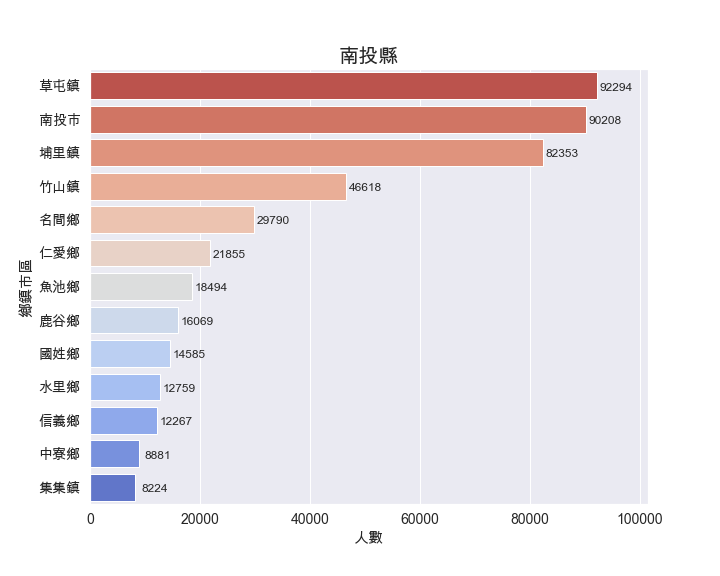 南投縣
鄉鎮市區
草屯鎮 92294
南投市 90208
埔里鎮 82353
竹山鎮 46618
名間鄉 29790
仁愛鄉 21855
魚池鄉 18494
鹿谷鄉 16069
國姓鄉 14585
水里鄉 12759
信義鄉 12267
中寮鄉 8881
集集鎮 8224
0 20000 40000 60000 80000 100000
人數